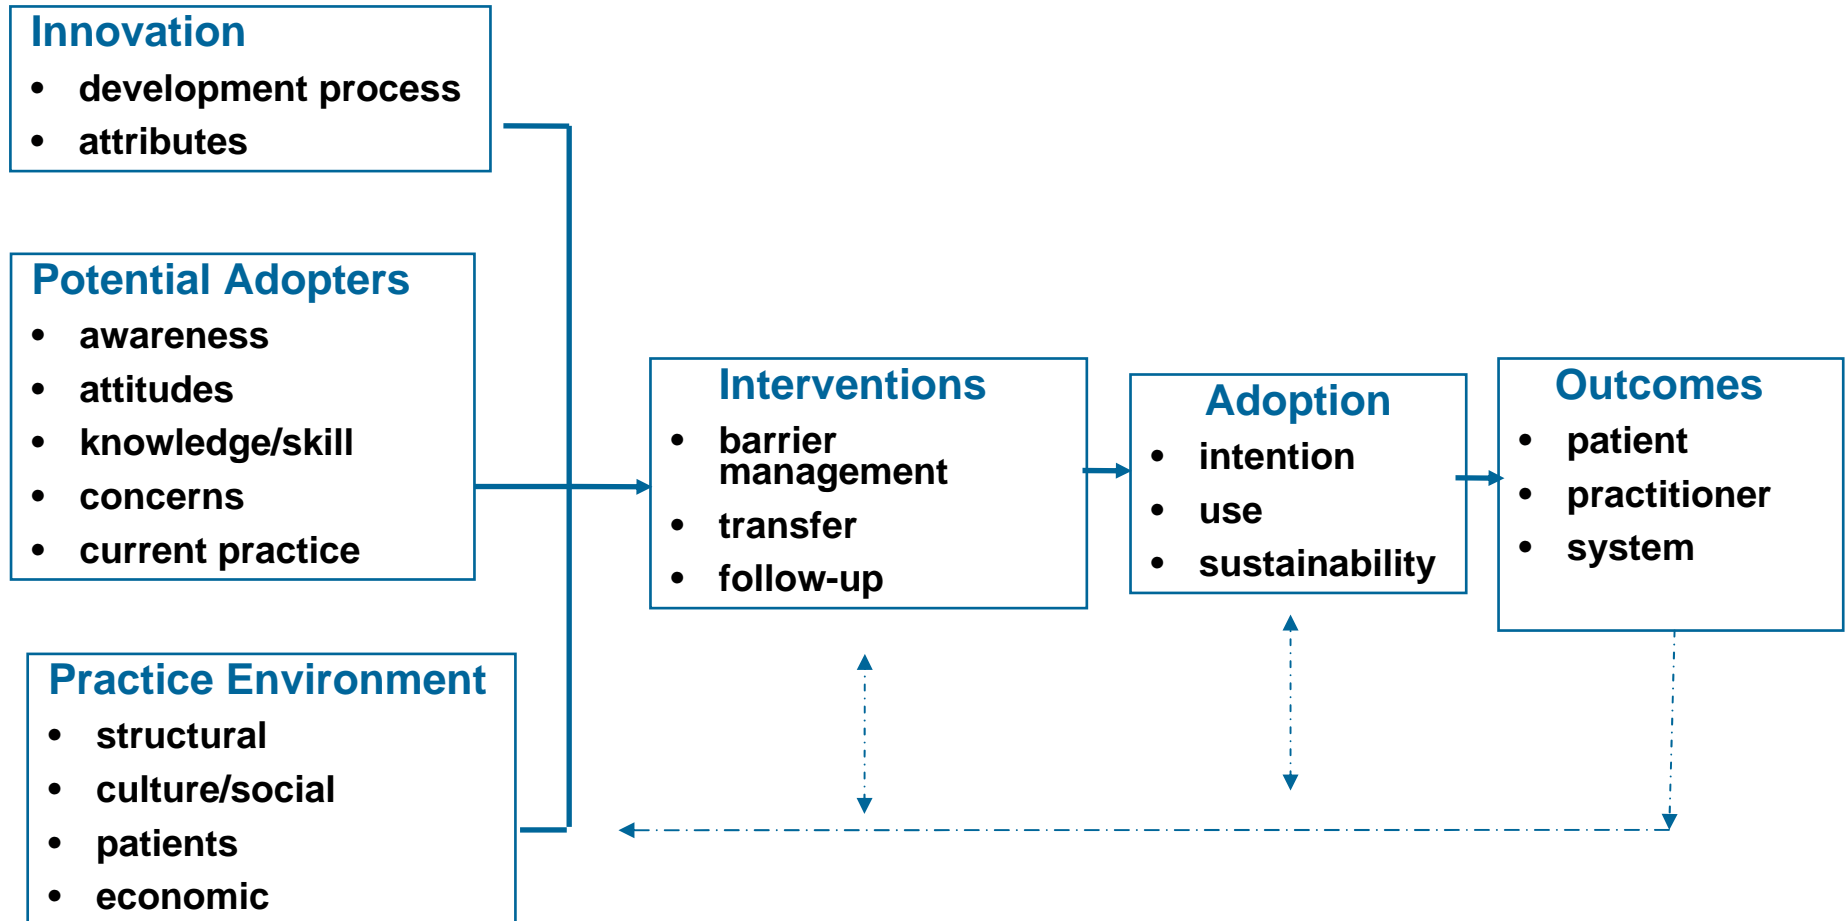 Innovation
• development process
• attributes
Potential Adopters
• awareness
• attitudes
• knowledge/skill
• concerns
• current practice
Practice Environment
• structural
• culture/social
• patients
• economic
Interventions
• barrier
management
• transfer
• follow-up
Adoption
• intention
• use
• sustainability
Outcomes
• patient
• practitioner
• system